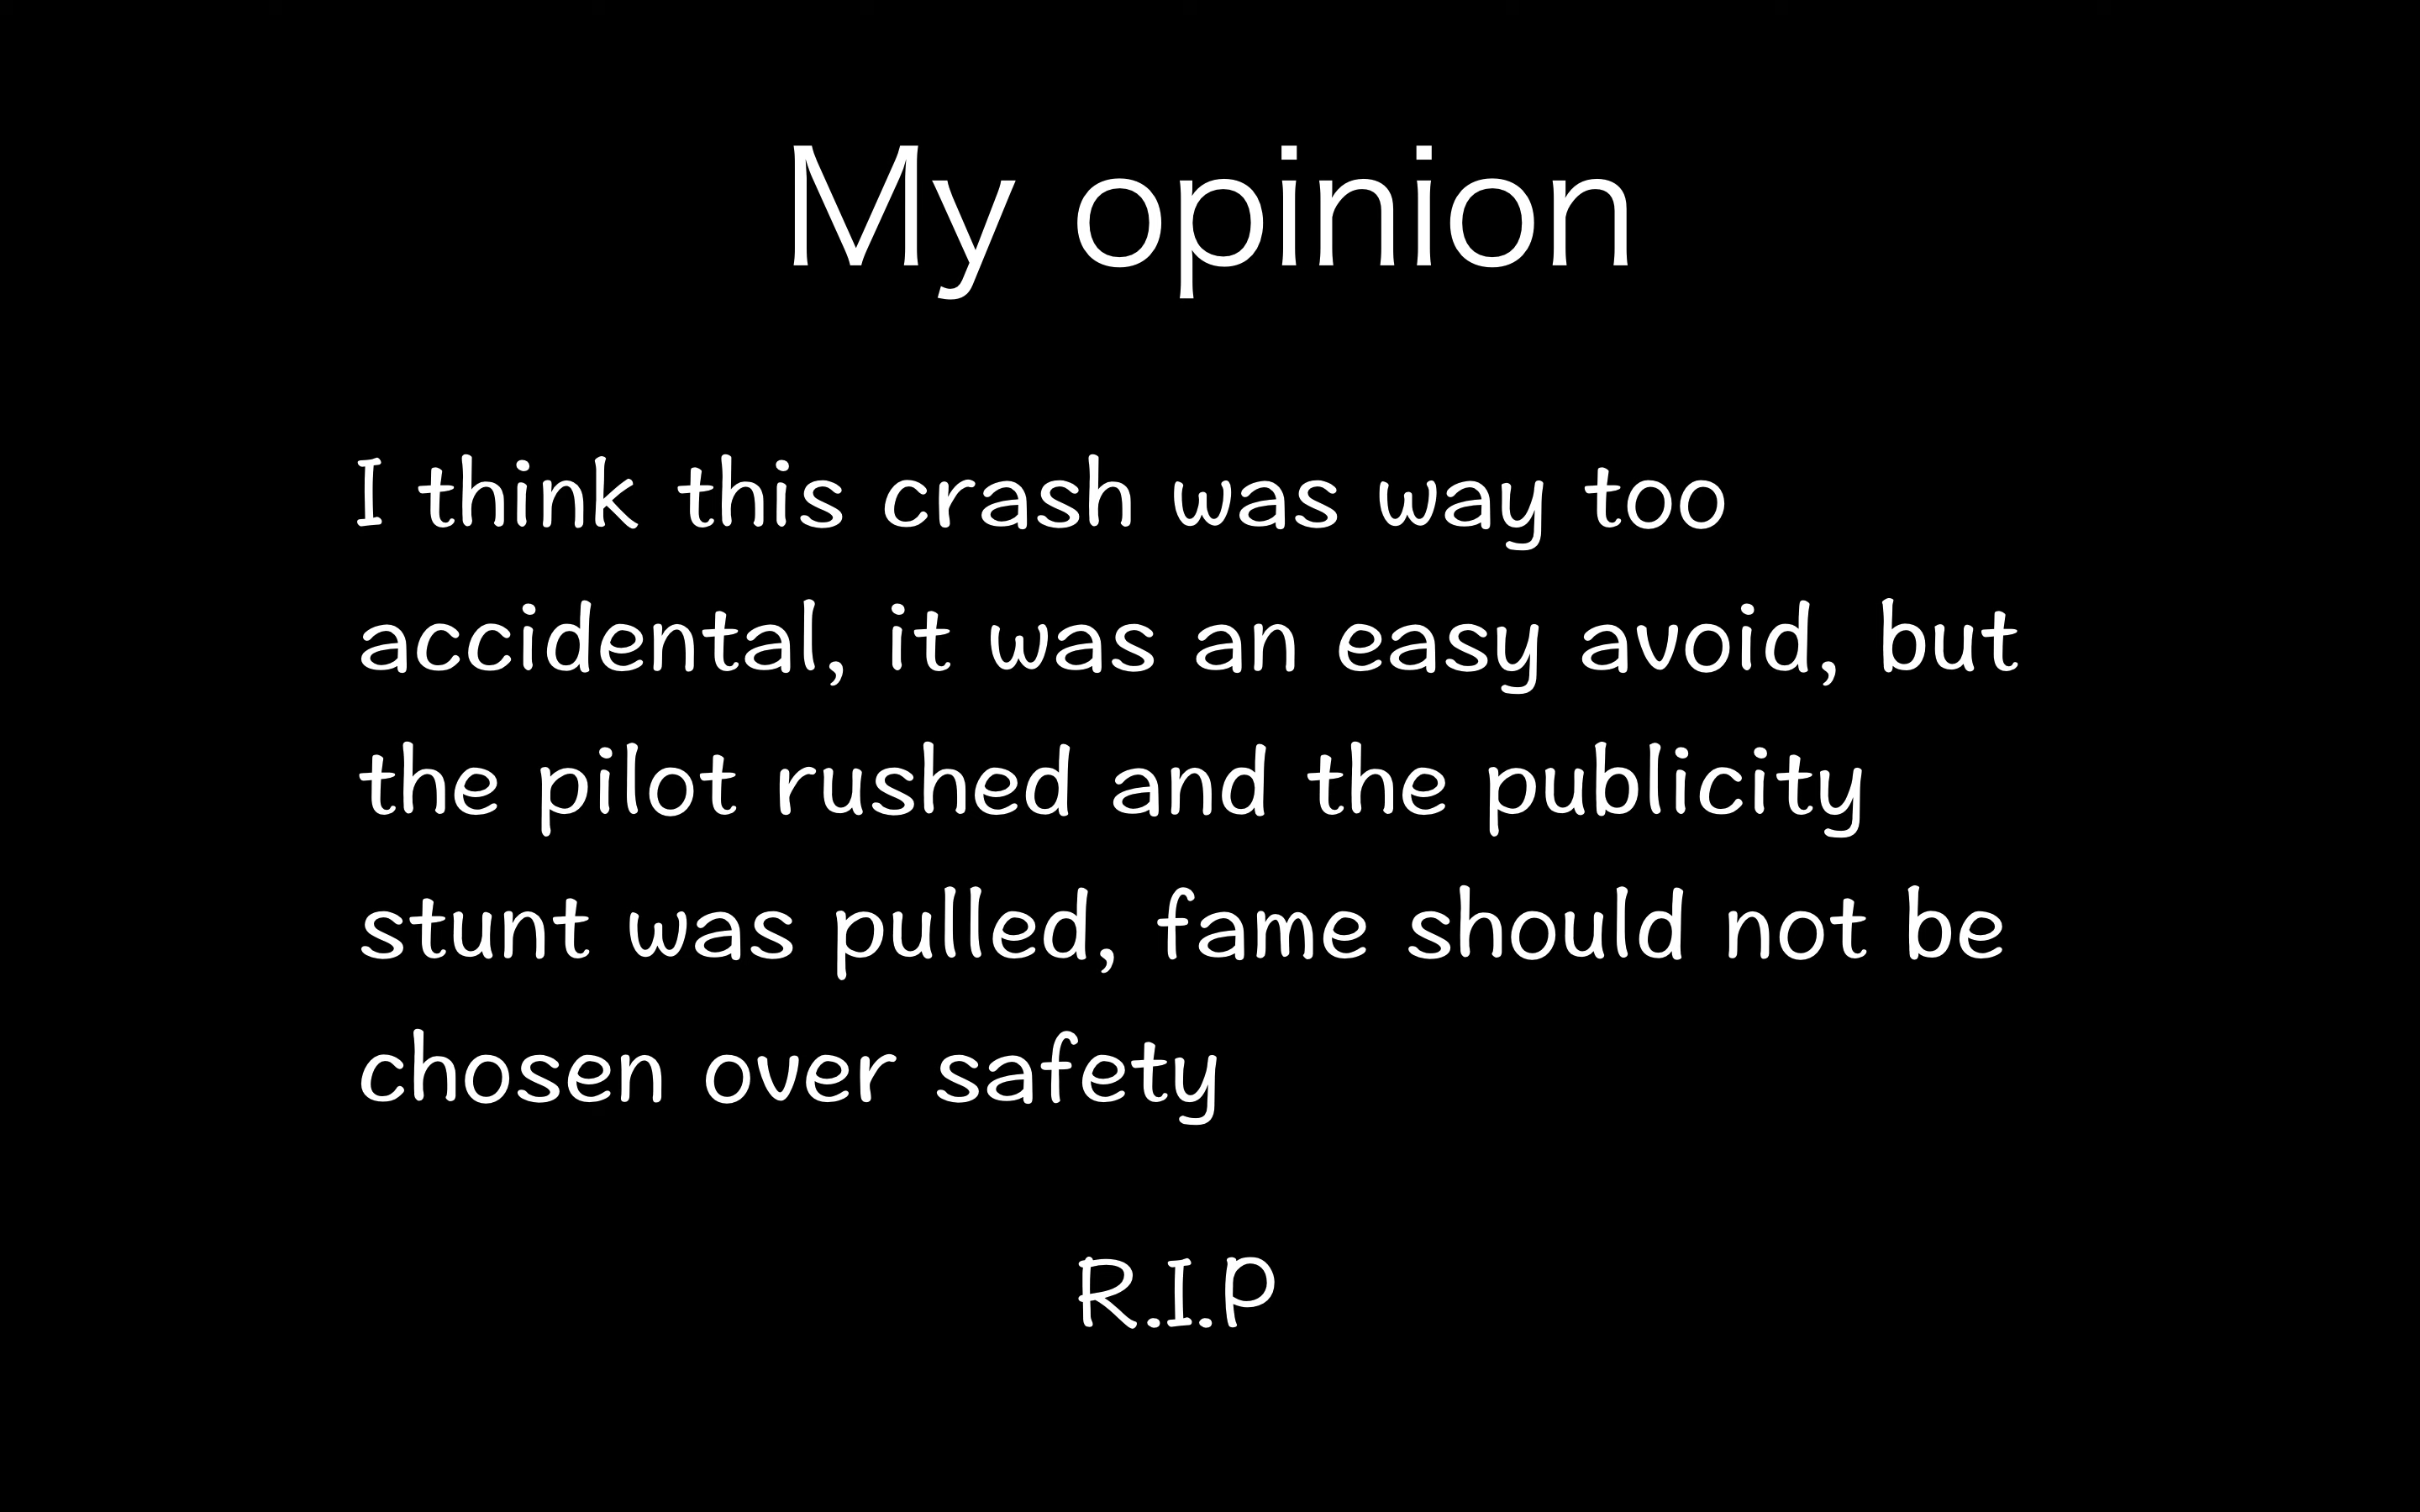 My opinion
I think this crash was way too
accidental, it was an easy avoid, but
the pilot rushed and the publicity
stunt was pulled, fame should not be
chosen over safety
R.I.P